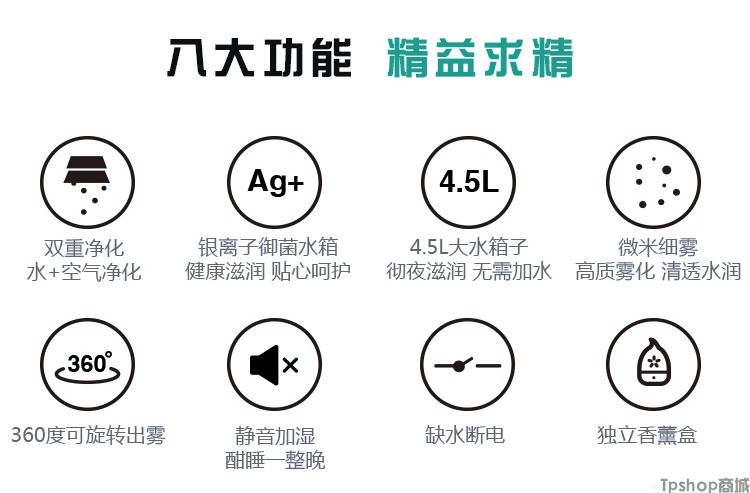 八大功能 精益求精
Ag+
4.5L
双重净化
水+空气净化
银离子御菌水箱
健康滋润 贴心呵护
4.5L大水箱子
彻夜滋润 无需加水
微米细雾
高质雾化 清透水润
360°
360度可旋转出雾
静音加湿
酣睡一整晚
缺水断电
独立香薰盒
Tpshop商城